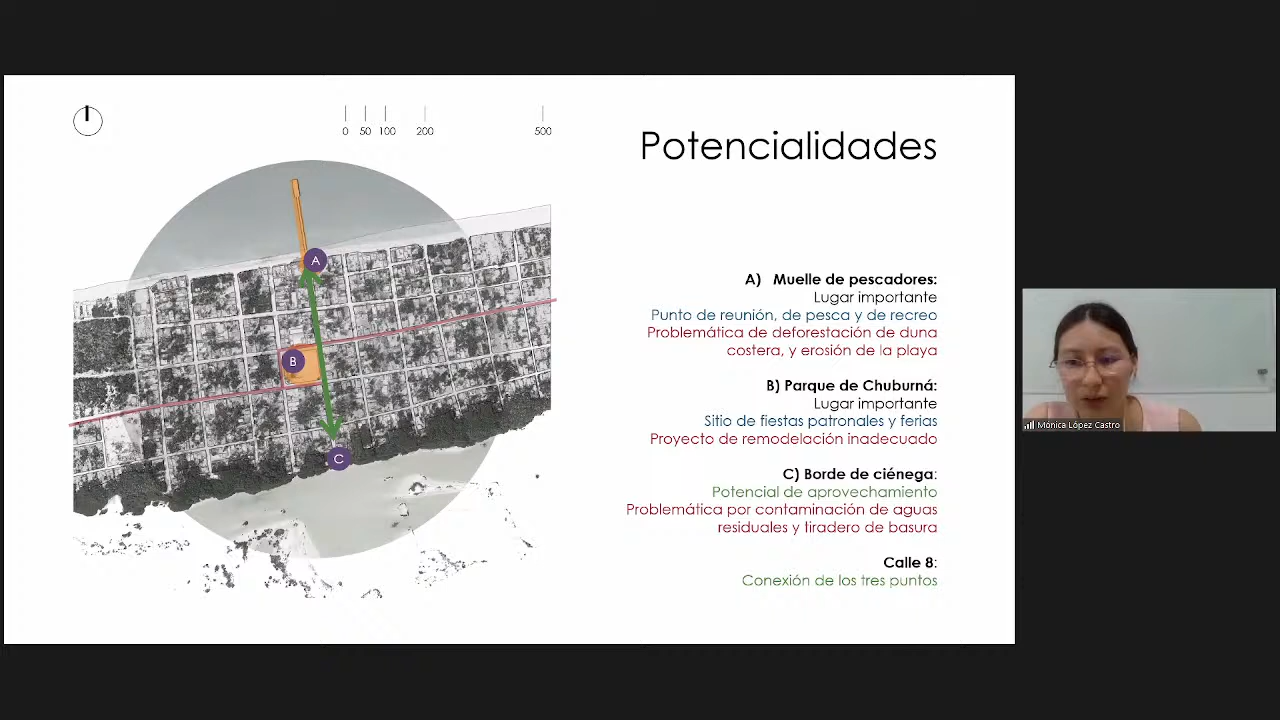 0 50 100 200 500
Potencialidades
A
B
C
A) Muelle de pescadores:
Lugar importante
Punto de reunión, de pesca y de recreo
Problemática de deforestación de duna
costera, y erosión de la playa
B) Parque de Chuburná:
Lugar importante
Sitio de fiestas patronales y ferias
Proyecto de remodelación inadecuado
C) Borde de ciénega:
Potencial de aprovechamiento
Problemática por contaminación de aguas
residuales y tiradero de basura
Calle 8:
Conexión de los tres puntos
Mónica López Castro